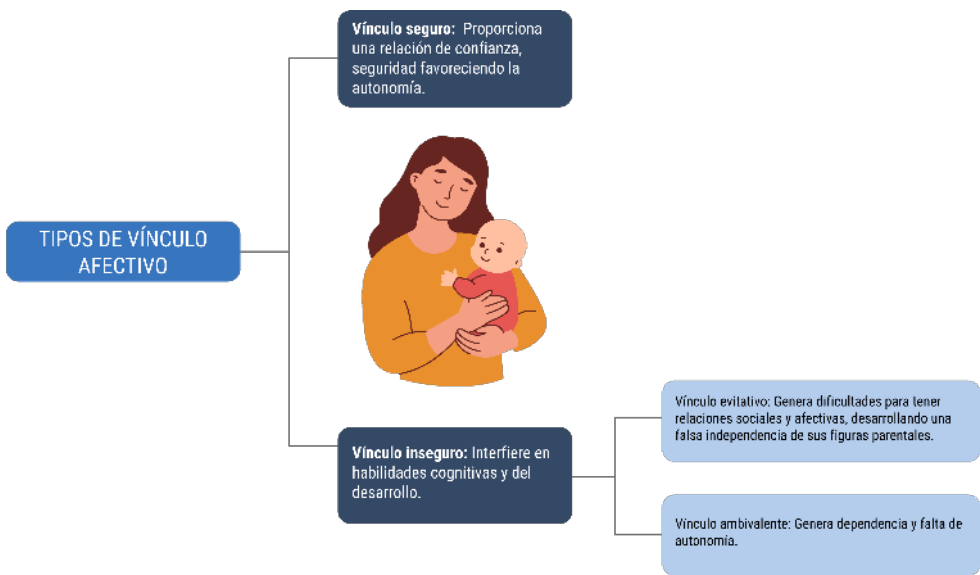 Vínculo seguro: Proporciona
una relación de confianza,
seguridad favoreciendo la
autonomía.
TIPOS DE VÍNCULO
AFECTIVO
Vínculo inseguro: Interfiere en
habilidades cognitivas y del
desarrollo.
Vínculo evitativo: Genera dificultades para tener
relaciones sociales y afectivas, desarrollando una
falsa independencia de sus figuras parentales.
Vínculo ambivalente: Genera dependencia y falta de
autonomía.